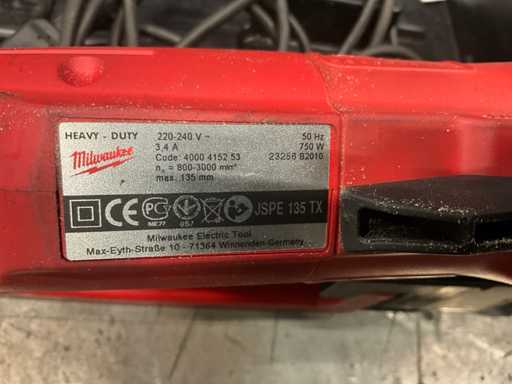 HEAVY - DUTY
Milwaukee
220-240 V ~ 50 Hz
3,4 A 750 W
Code: 4000 4152 53 23258 B2010
n₀ = 800-3000 min⁻¹
max. 135 mm
CE JSPE 135 TX
Milwaukee Electric Tool
Max-Eyth-Straße 10 - 71364 Winnenden-Germany